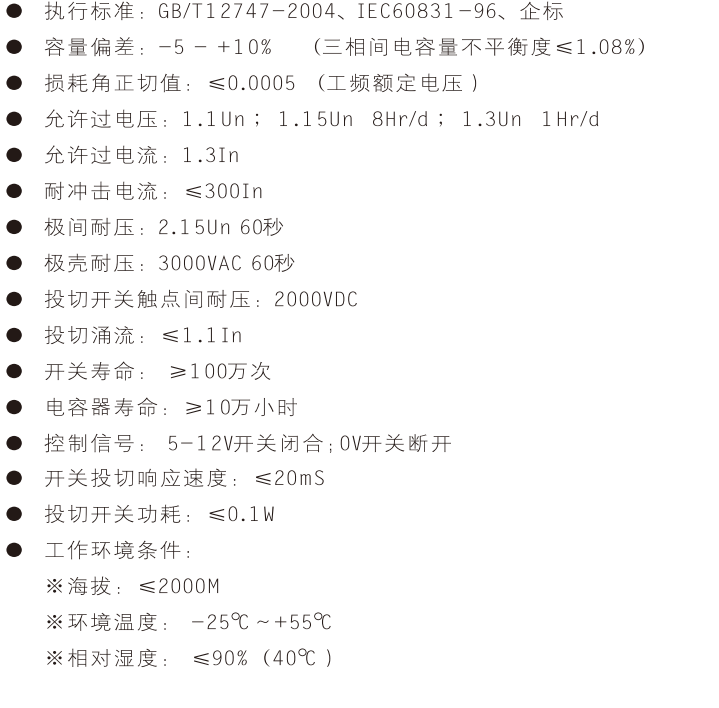 ● 执行标准：GB/T12747-2004、IEC60831-96、企标
● 容量偏差：-5 - +10% （三相间电容量不平衡度≤1.08%）
● 损耗角正切值：≤0.0005 （工频额定电压 ）
● 允许过电压：1.1Un； 1.15Un 8Hr/d； 1.3Un 1Hr/d
● 允许过电流：1.3In
● 耐冲击电流：≤300In
● 极间耐压：2.15Un 60秒
● 极壳耐压：3000VAC 60秒
● 投切开关触点间耐压：2000VDC
● 投切涌流：≤1.1In
● 开关寿命： ≥100万次
● 电容器寿命：≥10万小时
● 控制信号： 5-12V开关闭合；0V开关断开
● 开关投切响应速度：≤20mS
● 投切开关功耗：≤0.1W
● 工作环境条件：
※海拔：≤2000M
※环境温度： -25℃～+55℃
※相对湿度： ≤90%（40℃ ）